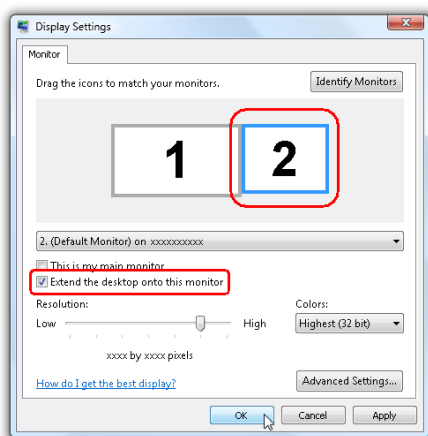 Display Settings
Monitor
Drag the icons to match your monitors.
Identify Monitors
1
2
2. (Default Monitor) on xxxxxxxxxx
This is my main monitor
Extend the desktop onto this monitor
Resolution:
Colors:
Low
High
Highest (32 bit)
xxxx by xxxx pixels
How do I get the best display?
Advanced Settings...
OK
Cancel
Apply